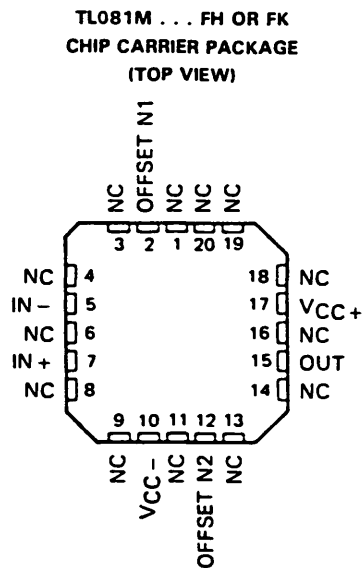 TL081M . . . FH OR FK
CHIP CARRIER PACKAGE
(TOP VIEW)
NC
OFFSET N1
NC
NC
NC
3 2 1 20 19
NC 4
IN – 5
NC 6
IN + 7
NC 8
18 NC
17 VCC+
16 NC
15 OUT
14 NC
9 10 11 12 13
NC
VCC–
NC
OFFSET N2
NC